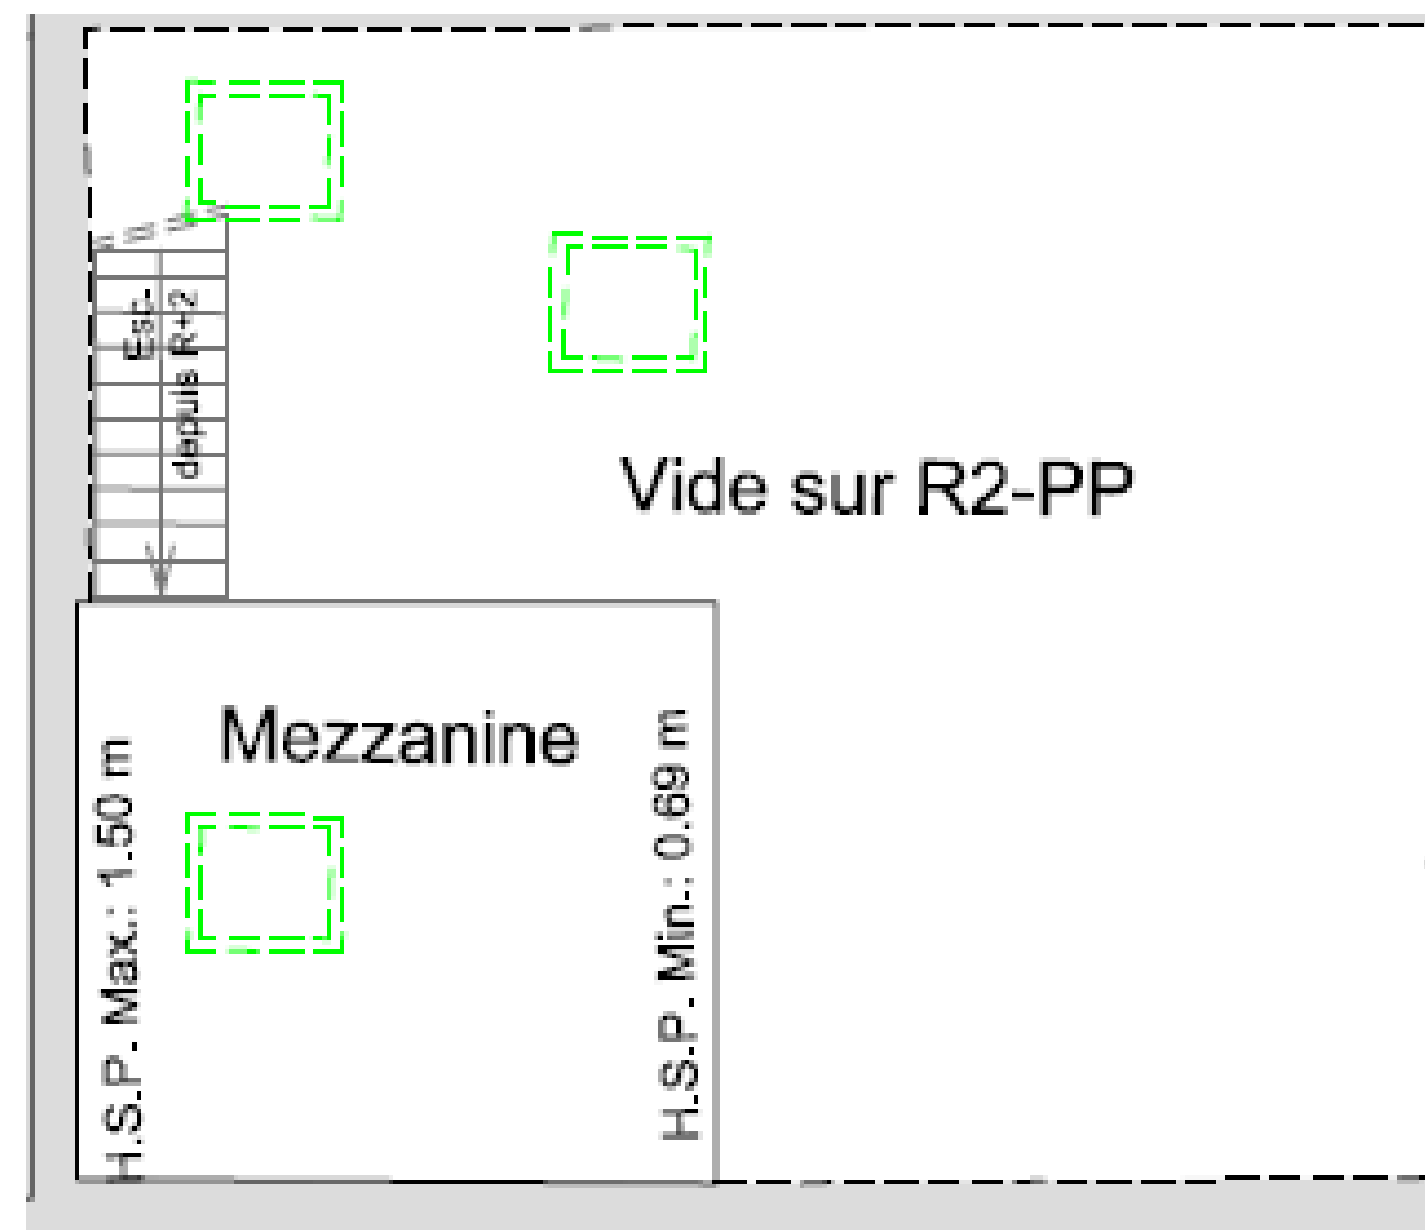 Esc.
depuis R+2
Vide sur R2-PP
Mezzanine
H.S.P. Max.: 1.50 m
H.S.P. Min.: 0.69 m